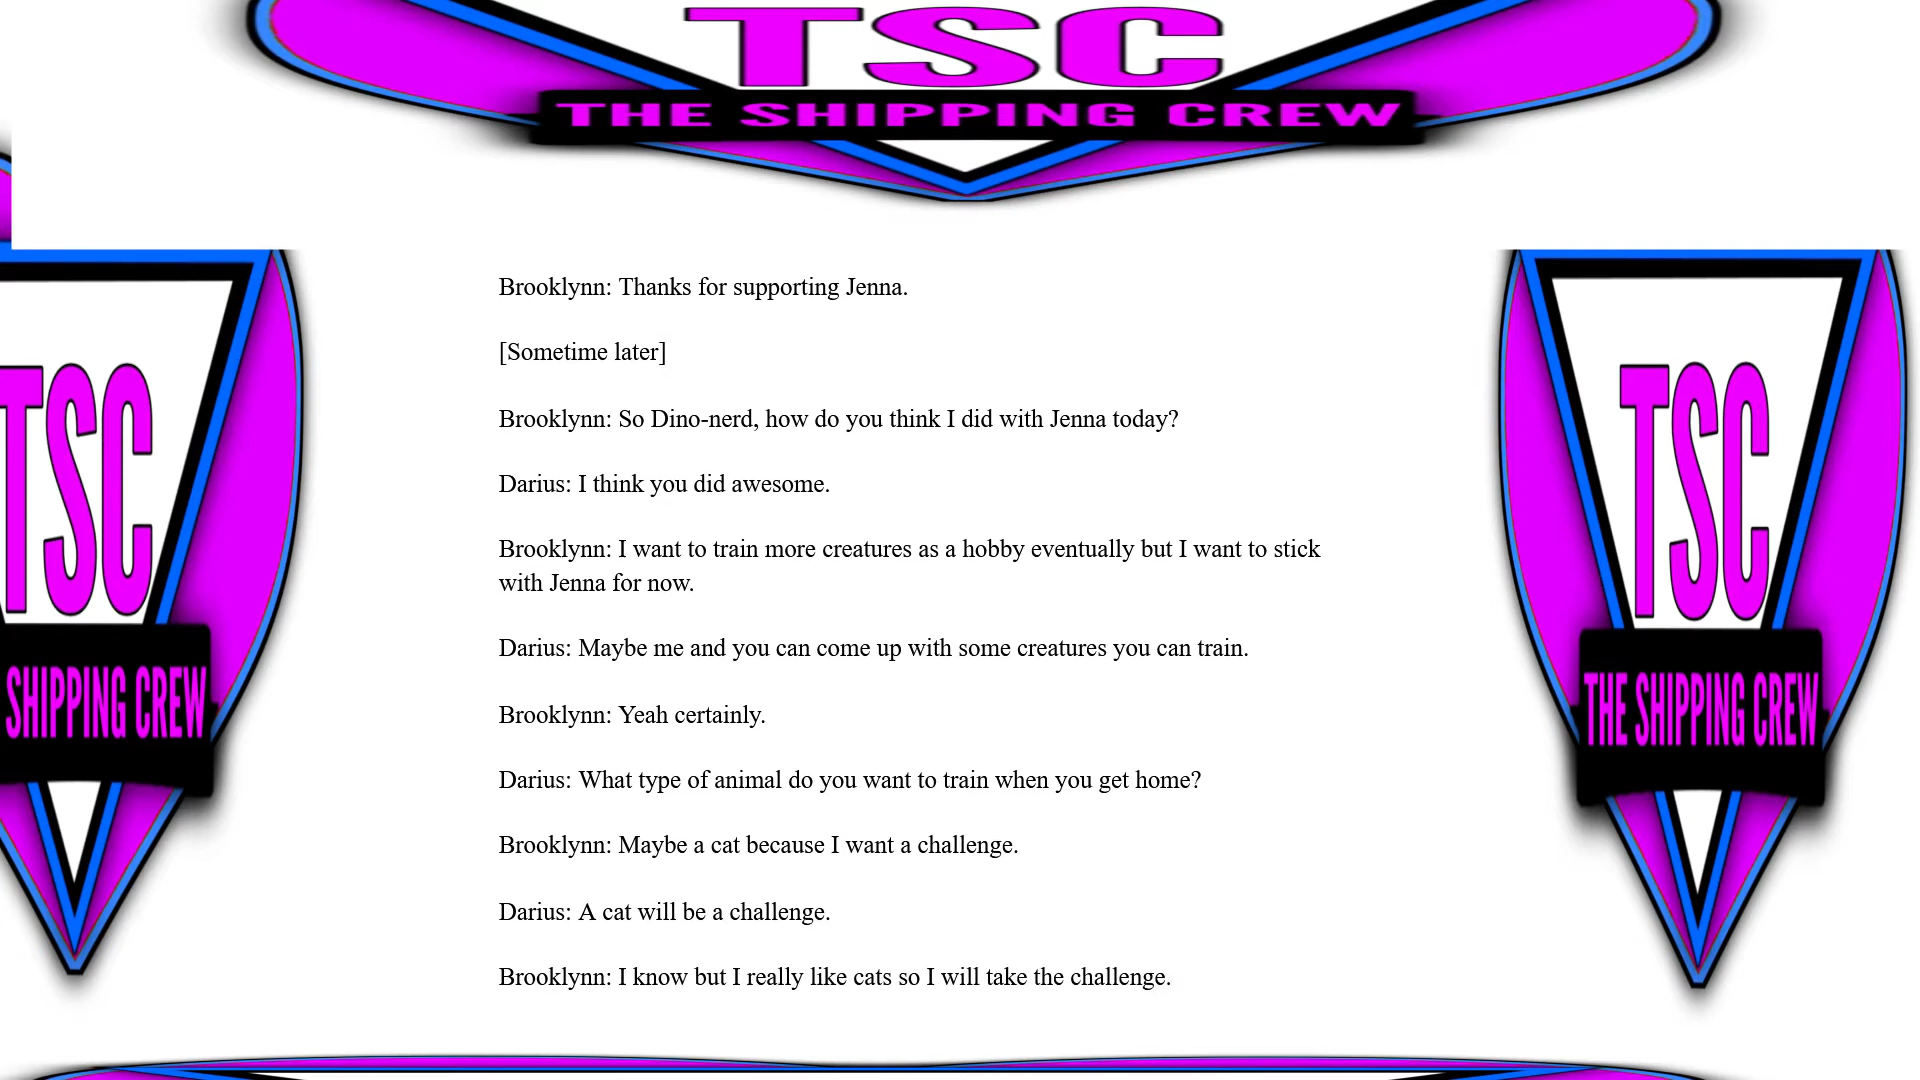 TSC
THE SHIPPING CREW
Brooklynn: Thanks for supporting Jenna.
[Sometime later]
Brooklynn: So Dino-nerd, how do you think I did with Jenna today?
Darius: I think you did awesome.
Brooklynn: I want to train more creatures as a hobby eventually but I want to stick
with Jenna for now.
Darius: Maybe me and you can come up with some creatures you can train.
Brooklynn: Yeah certainly.
Darius: What type of animal do you want to train when you get home?
Brooklynn: Maybe a cat because I want a challenge.
Darius: A cat will be a challenge.
Brooklynn: I know but I really like cats so I will take the challenge.
TSC
SHIPPING CREW
TSC
THE SHIPPING CREW